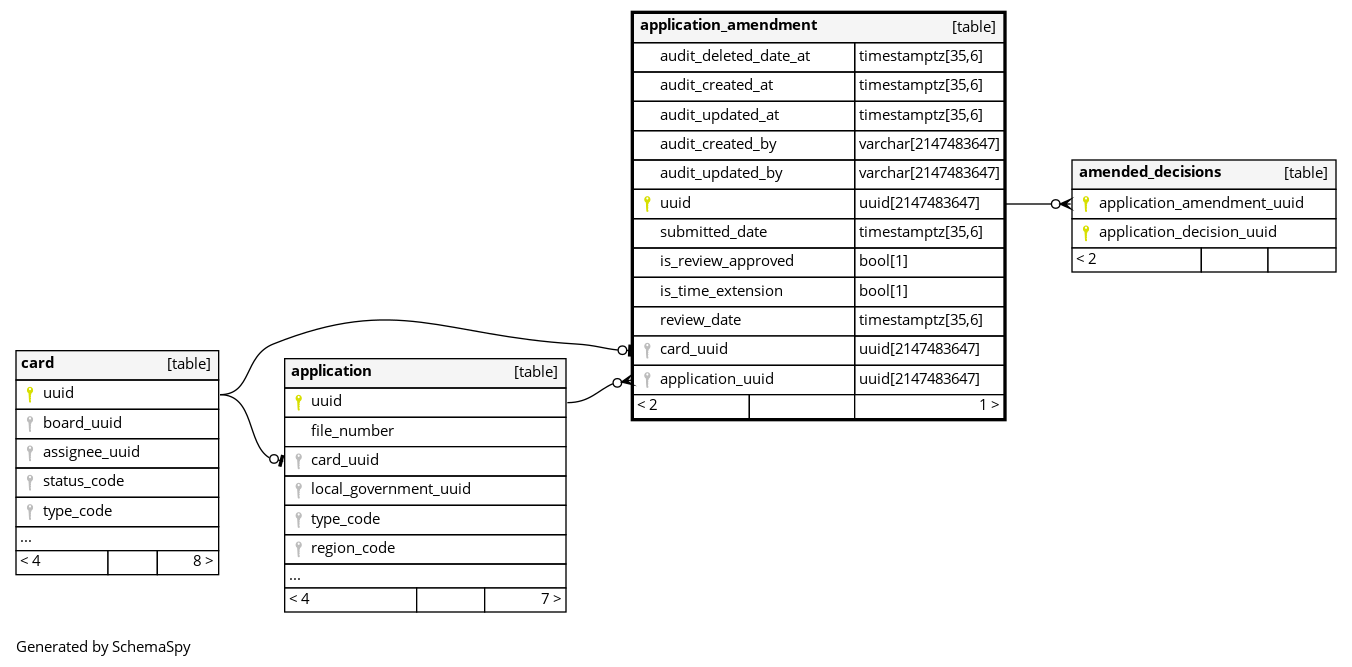 application_amendment [table]
audit_deleted_date_at timestamptz[35,6]
audit_created_at timestamptz[35,6]
audit_updated_at timestamptz[35,6]
audit_created_by varchar[2147483647]
audit_updated_by varchar[2147483647]
uuid uuid[2147483647]
submitted_date timestamptz[35,6]
is_review_approved bool[1]
is_time_extension bool[1]
review_date timestamptz[35,6]
card_uuid uuid[2147483647]
application_uuid uuid[2147483647]
< 2 1 >
amended_decisions [table]
application_amendment_uuid
application_decision_uuid
< 2
card [table]
uuid
board_uuid
assignee_uuid
status_code
type_code
...
< 4 8 >
application [table]
uuid
file_number
card_uuid
local_government_uuid
type_code
region_code
...
< 4 7 >
Generated by SchemaSpy